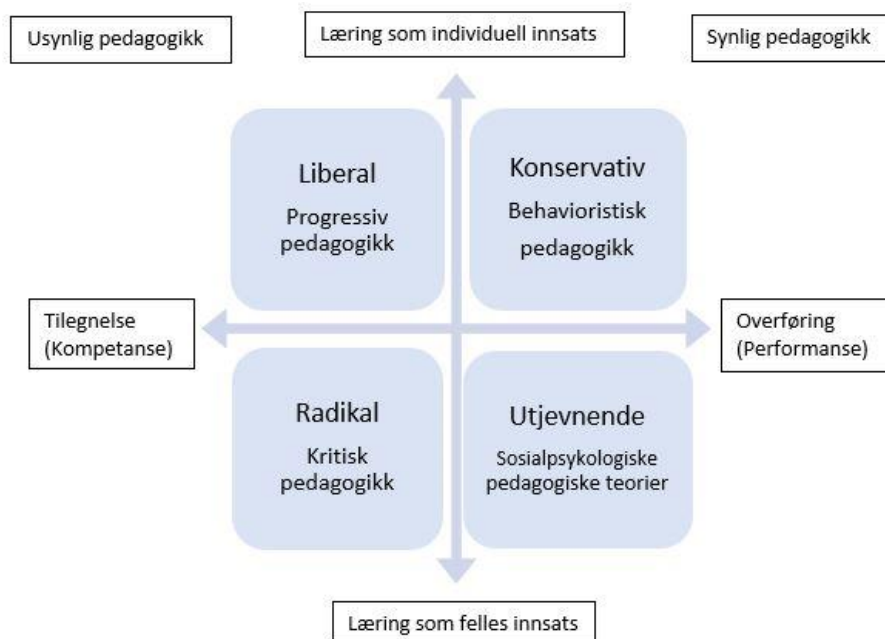 Usynlig pedagogikk
Læring som individuell innsats
Synlig pedagogikk
Liberal
Progressiv
pedagogikk
Konservativ
Behavioristisk
pedagogikk
Tilegnelse
(Kompetanse)
Overføring
(Performanse)
Radikal
Kritisk
pedagogikk
Utjevnende
Sosialpsykologiske
pedagogiske teorier
Læring som felles innsats